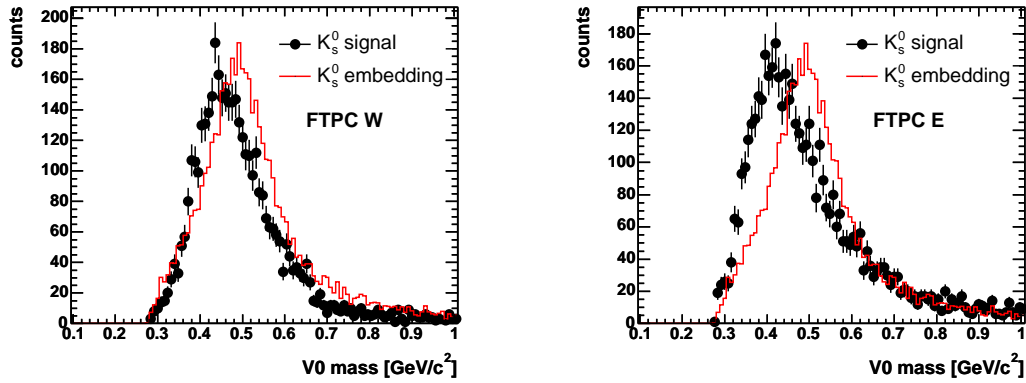 counts
200
180
160
140
120
100
80
60
40
20
0
K⁰ₛ signal
K⁰ₛ embedding
FTPC W
0.1 0.2 0.3 0.4 0.5 0.6 0.7 0.8 0.9 1
V0 mass [GeV/c²]
counts
180
160
140
120
100
80
60
40
20
0
K⁰ₛ signal
K⁰ₛ embedding
FTPC E
0.1 0.2 0.3 0.4 0.5 0.6 0.7 0.8 0.9 1
V0 mass [GeV/c²]